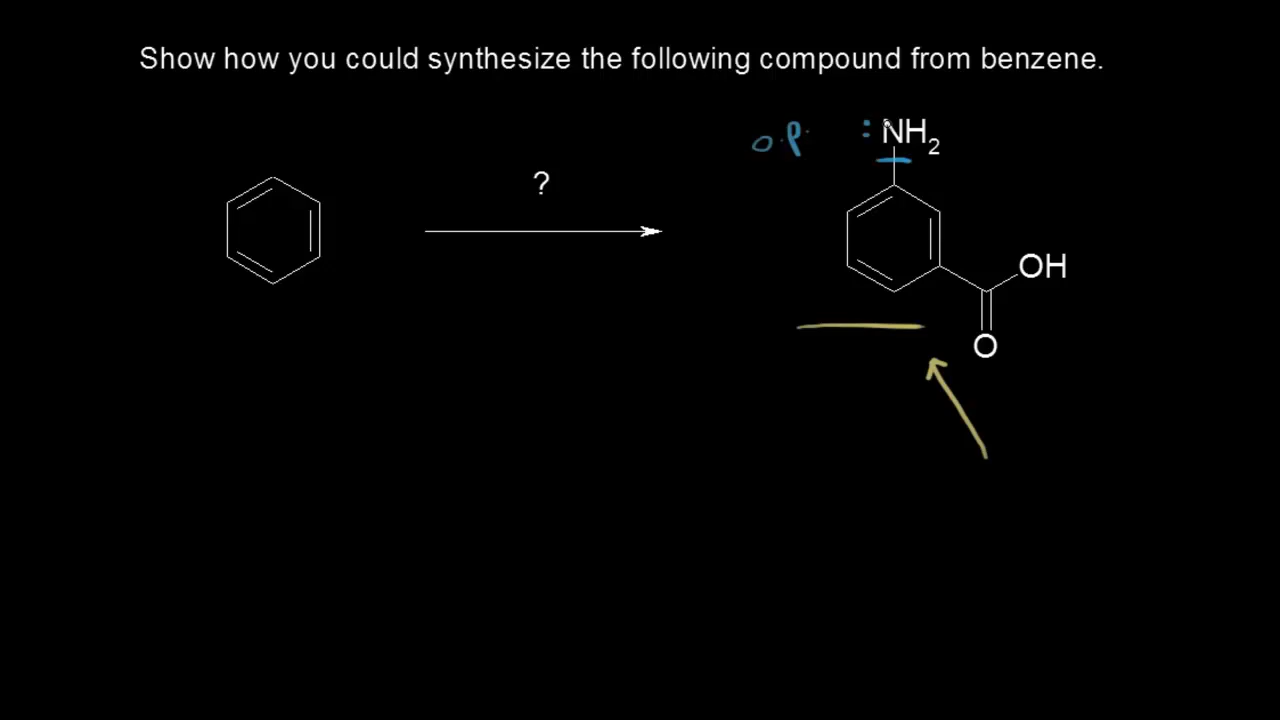 Show how you could synthesize the following compound from benzene.
o.p. :NH2
?
OH
O